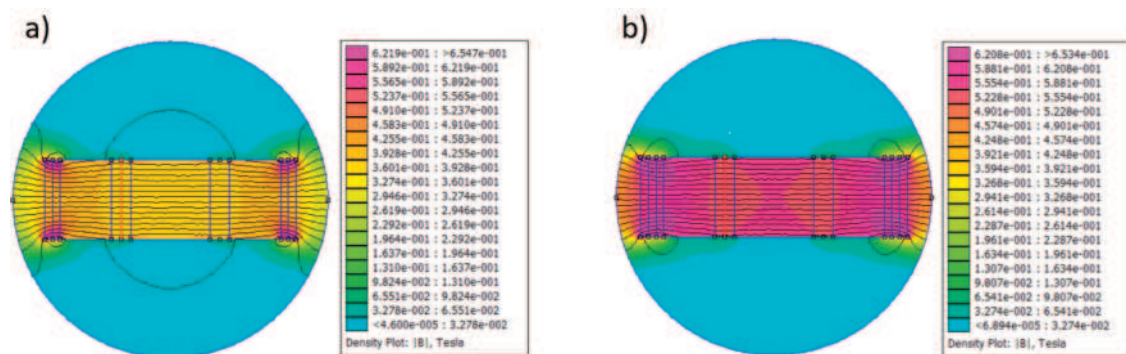 a)
6.219e-001 : >6.547e-001
5.892e-001 : 6.219e-001
5.565e-001 : 5.892e-001
5.237e-001 : 5.565e-001
4.910e-001 : 5.237e-001
4.583e-001 : 4.910e-001
4.255e-001 : 4.583e-001
3.928e-001 : 4.255e-001
3.601e-001 : 3.928e-001
3.274e-001 : 3.601e-001
2.946e-001 : 3.274e-001
2.619e-001 : 2.946e-001
2.292e-001 : 2.619e-001
1.964e-001 : 2.292e-001
1.637e-001 : 1.964e-001
1.310e-001 : 1.637e-001
9.824e-002 : 1.310e-001
6.551e-002 : 9.824e-002
3.278e-002 : 6.551e-002
<4.600e-005 : 3.278e-002
Density Plot: |B|, Tesla
b)
6.208e-001 : >6.534e-001
5.881e-001 : 6.208e-001
5.554e-001 : 5.881e-001
5.228e-001 : 5.554e-001
4.901e-001 : 5.228e-001
4.574e-001 : 4.901e-001
4.248e-001 : 4.574e-001
3.921e-001 : 4.248e-001
3.594e-001 : 3.921e-001
3.268e-001 : 3.594e-001
2.941e-001 : 3.268e-001
2.614e-001 : 2.941e-001
2.287e-001 : 2.614e-001
1.961e-001 : 2.287e-001
1.634e-001 : 1.961e-001
1.307e-001 : 1.634e-001
9.807e-002 : 1.307e-001
6.541e-002 : 9.807e-002
3.274e-002 : 6.541e-002
<6.894e-005 : 3.274e-002
Density Plot: |B|, Tesla